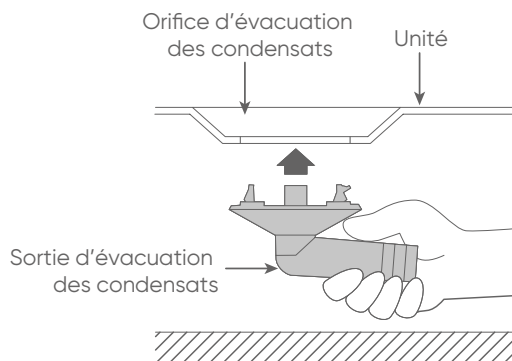 Orifice d’évacuation
des condensats
Unité
Sortie d’évacuation
des condensats